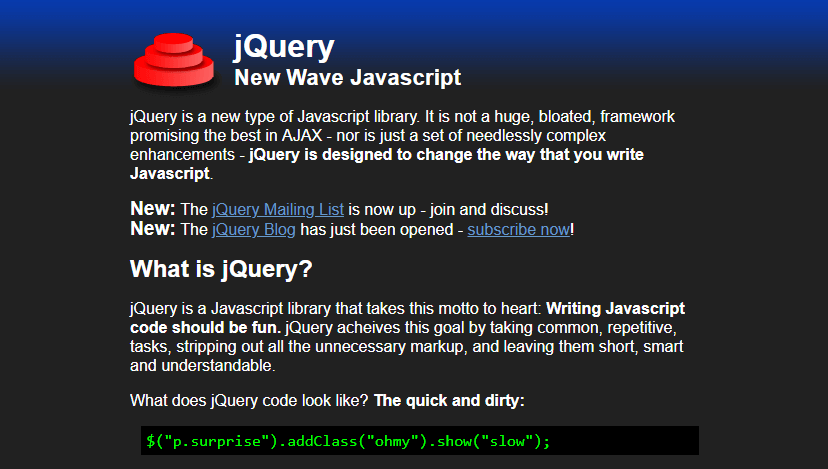 jQuery
New Wave Javascript
jQuery is a new type of Javascript library. It is not a huge, bloated, framework
promising the best in AJAX - nor is just a set of needlessly complex
enhancements - jQuery is designed to change the way that you write
Javascript.
New: The jQuery Mailing List is now up - join and discuss!
New: The jQuery Blog has just been opened - subscribe now!
What is jQuery?
jQuery is a Javascript library that takes this motto to heart: Writing Javascript
code should be fun. jQuery acheives this goal by taking common, repetitive,
tasks, stripping out all the unnecessary markup, and leaving them short, smart
and understandable.
What does jQuery code look like? The quick and dirty:
$("p.surprise").addClass("ohmy").show("slow");